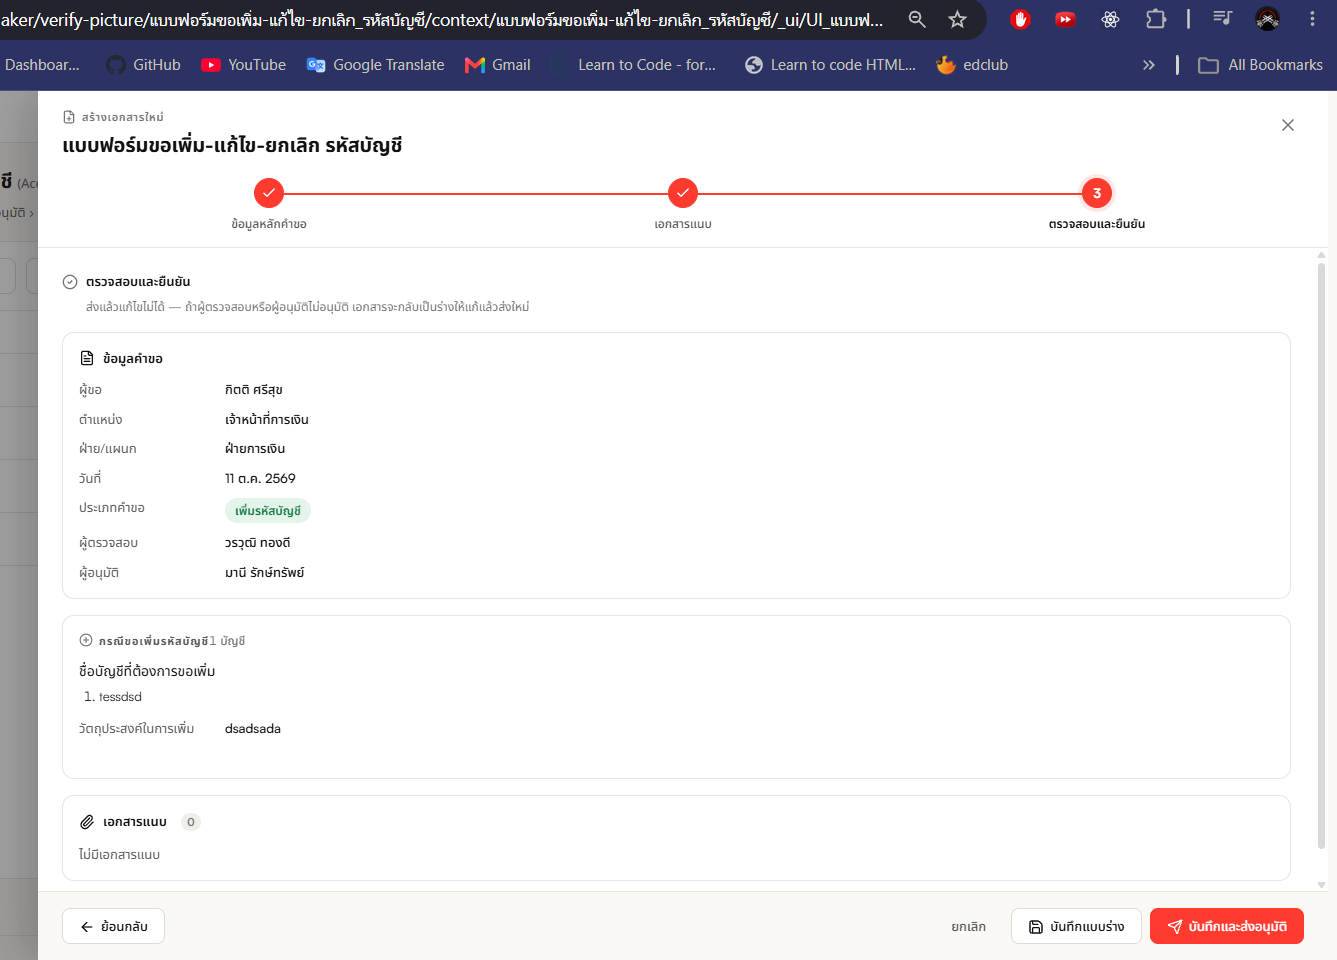 aker/verify-picture/แบบฟอร์มขอเพิ่ม-แก้ไข-ยกเลิก_รหัสบัญชี/context/แบบฟอร์มขอเพิ่ม-แก้ไข-ยกเลิก_รหัสบัญชี/_ui/UI_แบบฟ...
Dashboar... GitHub YouTube Google Translate Gmail Learn to Code - for... Learn to code HTML... edclub » All Bookmarks
สร้างเอกสารใหม่
แบบฟอร์มขอเพิ่ม-แก้ไข-ยกเลิก รหัสบัญชี
ชี (Acc
นุมัติ ›
3
ข้อมูลหลักคำขอ เอกสารแนบ ตรวจสอบและยืนยัน
ตรวจสอบและยืนยัน
ส่งแล้วแก้ไขไม่ได้ — ถ้าผู้ตรวจสอบหรือผู้อนุมัติไม่อนุมัติ เอกสารจะกลับเป็นร่างให้แก้แล้วส่งใหม่
ข้อมูลคำขอ
ผู้ขอ กิตติ ศรีสุข
ตำแหน่ง เจ้าหน้าที่การเงิน
ฝ่าย/แผนก ฝ่ายการเงิน
วันที่ 11 ต.ค. 2569
ประเภทคำขอ เพิ่มรหัสบัญชี
ผู้ตรวจสอบ วรวุฒิ ทองดี
ผู้อนุมัติ มานี รักษ์ทรัพย์
กรณีขอเพิ่มรหัสบัญชี1 บัญชี
ชื่อบัญชีที่ต้องการขอเพิ่ม
1. tessdsd
วัตถุประสงค์ในการเพิ่ม dsadsada
เอกสารแนบ 0
ไม่มีเอกสารแนบ
ย้อนกลับ ยกเลิก บันทึกแบบร่าง บันทึกและส่งอนุมัติ